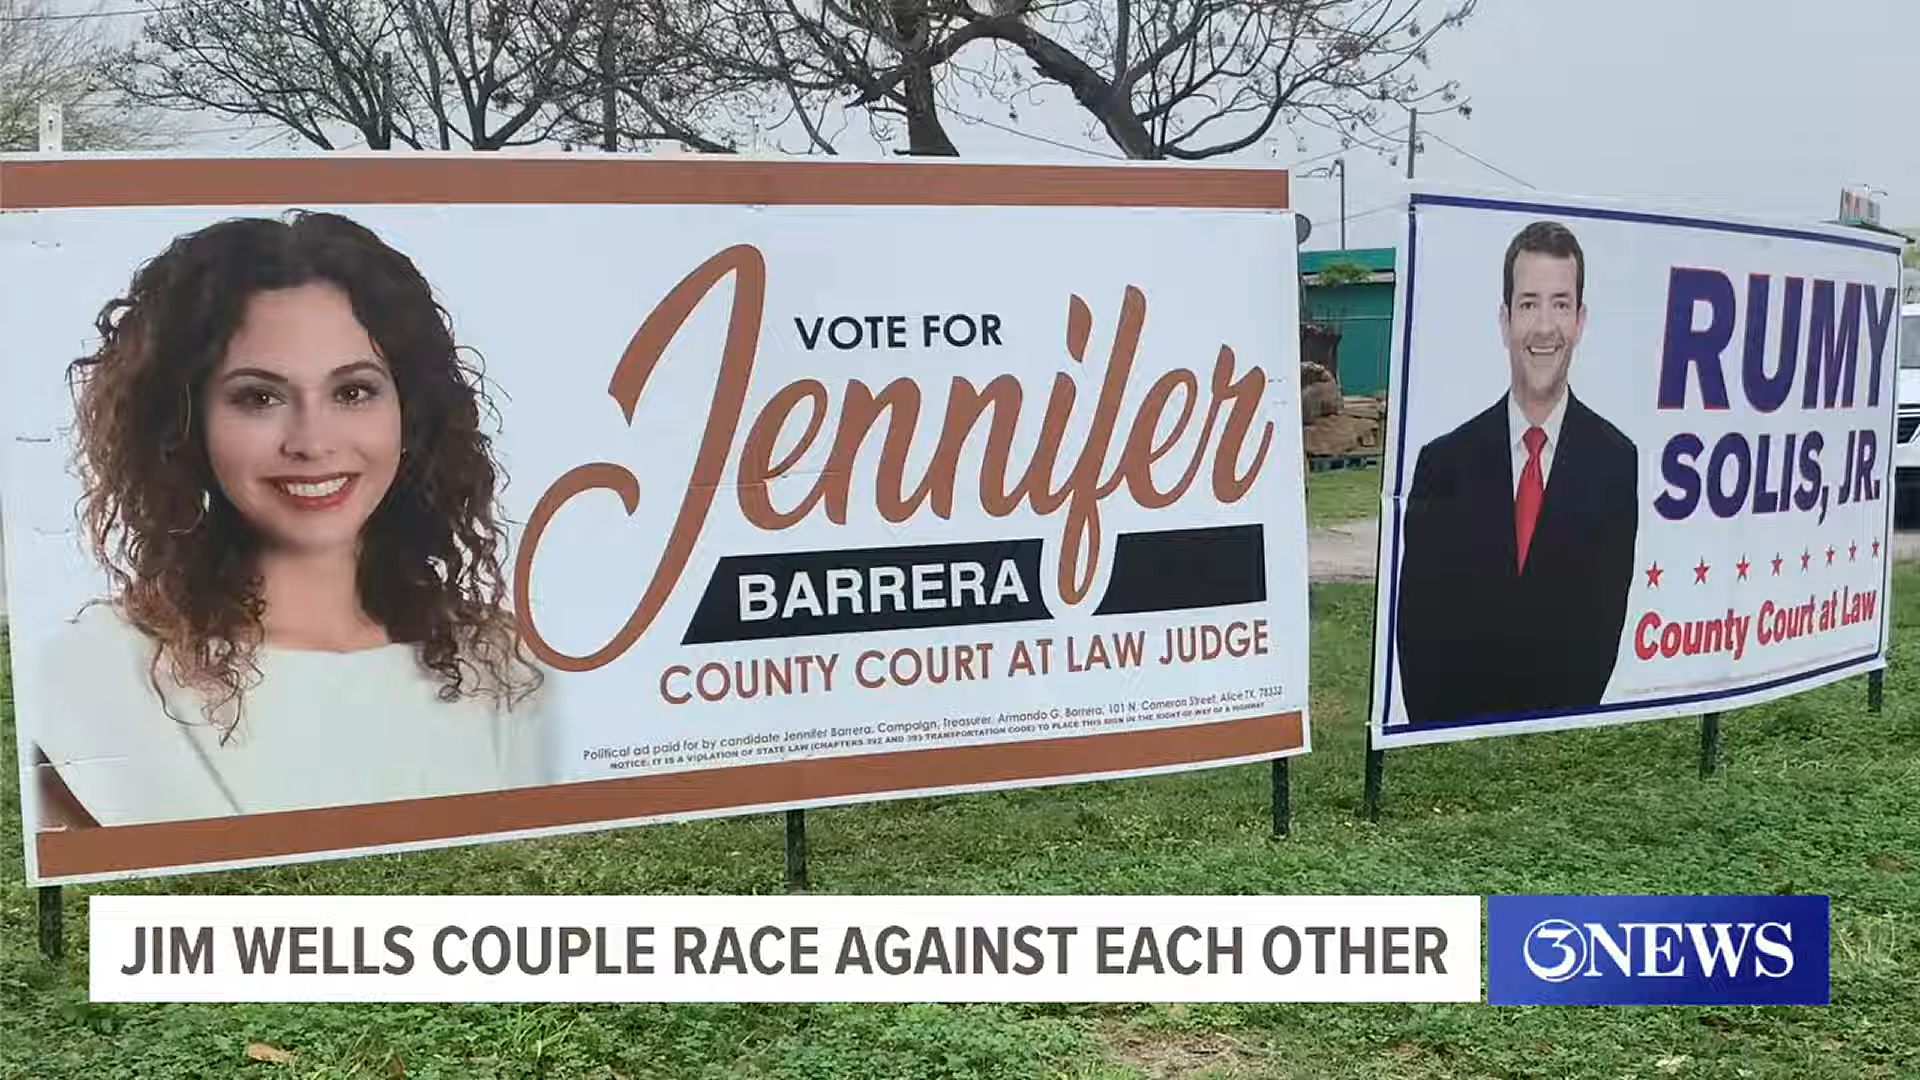 VOTE FOR
Jennifer
BARRERA
COUNTY COURT AT LAW JUDGE
Political ad paid for by candidate Jennifer Barrera, Campaign, Treasurer, Armando G. Barrera, 101 N. Cameron Street, Alice TX, 78332
NOTICE: IT IS A VIOLATION OF STATE LAW (CHAPTERS 392 AND 393 TRANSPORTATION CODE) TO PLACE THIS SIGN IN THE RIGHT-OF-WAY OF A HIGHWAY
RUMY
SOLIS, JR.
County Court at Law
JIM WELLS COUPLE RACE AGAINST EACH OTHER
3NEWS